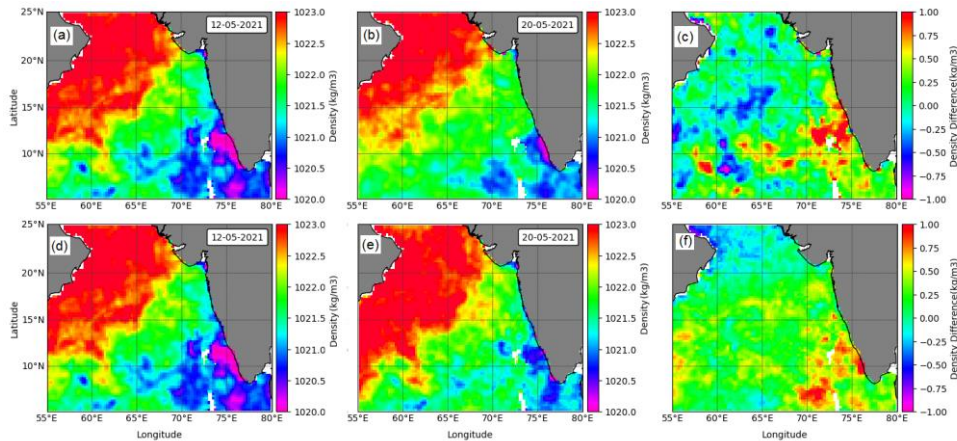 (a) 12-05-2021
(b) 20-05-2021
(c)
25°N
20°N
15°N
10°N
Latitude
55°E 60°E 65°E 70°E 75°E 80°E
1023.0
1022.5
1022.0
1021.5
1021.0
1020.5
1020.0
Density(kg/m3)
55°E 60°E 65°E 70°E 75°E 80°E
1023.0
1022.5
1022.0
1021.5
1021.0
1020.5
1020.0
Density(kg/m3)
55°E 60°E 65°E 70°E 75°E 80°E
1.00
0.75
0.50
0.25
0.00
−0.25
−0.50
−0.75
−1.00
Density Difference(kg/m3)
(d) 12-05-2021
(e) 20-05-2021
(f)
25°N
20°N
15°N
10°N
Latitude
55°E 60°E 65°E 70°E 75°E 80°E
Longitude
1023.0
1022.5
1022.0
1021.5
1021.0
1020.5
1020.0
Density(kg/m3)
55°E 60°E 65°E 70°E 75°E 80°E
Longitude
1023.0
1022.5
1022.0
1021.5
1021.0
1020.5
1020.0
Density(kg/m3)
55°E 60°E 65°E 70°E 75°E 80°E
Longitude
1.00
0.75
0.50
0.25
0.00
−0.25
−0.50
−0.75
−1.00
Density Difference(kg/m3)